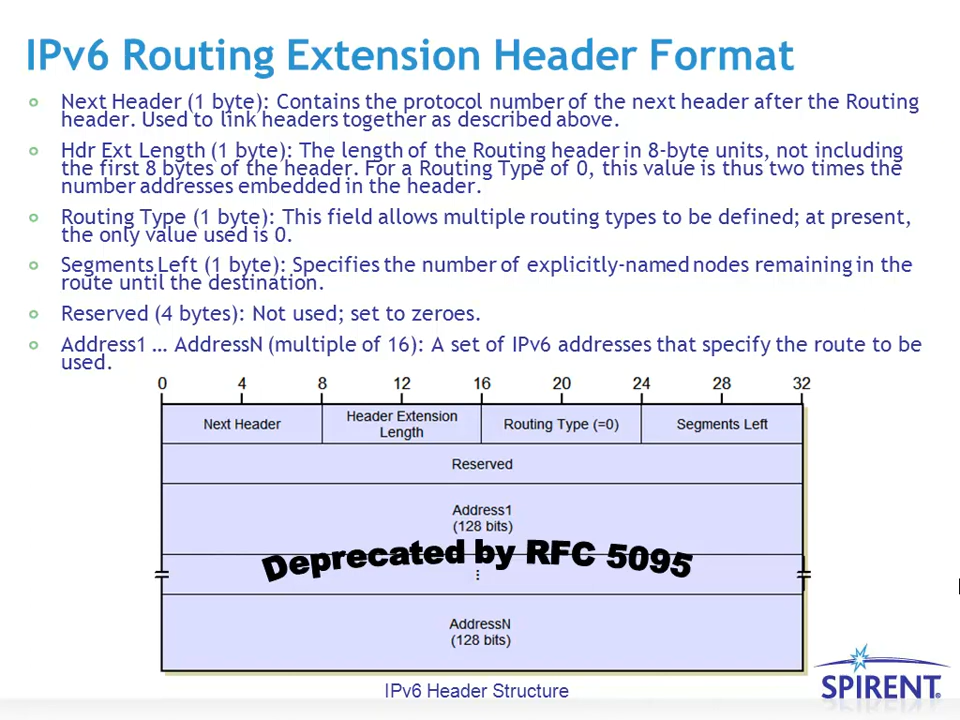 IPv6 Routing Extension Header Format
Next Header (1 byte): Contains the protocol number of the next header after the Routing
header. Used to link headers together as described above.
Hdr Ext Length (1 byte): The length of the Routing header in 8-byte units, not including
the first 8 bytes of the header. For a Routing Type of 0, this value is thus two times the
number addresses embedded in the header.
Routing Type (1 byte): This field allows multiple routing types to be defined; at present,
the only value used is 0.
Segments Left (1 byte): Specifies the number of explicitly-named nodes remaining in the
route until the destination.
Reserved (4 bytes): Not used; set to zeroes.
Address1 … AddressN (multiple of 16): A set of IPv6 addresses that specify the route to be
used.
0 4 8 12 16 20 24 28 32
Next Header
Header Extension
Length
Routing Type (=0)
Segments Left
Reserved
Address1
(128 bits)
Deprecated by RFC 5095
AddressN
(128 bits)
IPv6 Header Structure
SPIRENT®